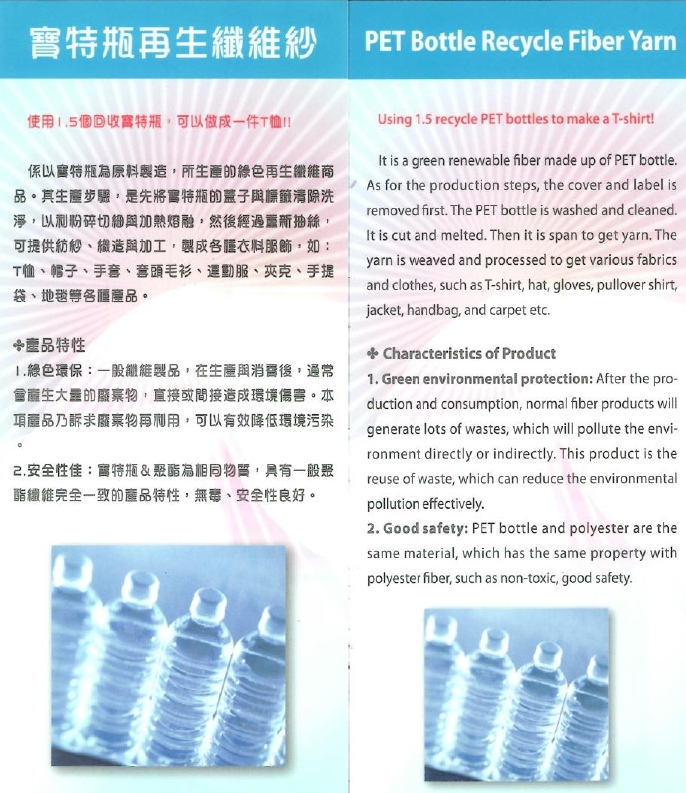 寶特瓶再生纖維紗
使用1.5個回收寶特瓶，可以做成一件T恤!!
係以寶特瓶為原料製造，所生產的綠色再生纖維商
品。其生產步驟，是先將寶特瓶的蓋子與標籤清除洗
淨，以利粉碎切細與加熱熔融，然後經過重新抽絲，
可提供紡紗、織造與加工，製成各種衣料服飾，如：
T恤、帽子、手套、套頭毛衫、運動服、夾克、手提
袋、地毯等各種產品。
✤產品特性
1.綠色環保：一般纖維製品，在生產與消費後，通常
會產生大量的廢棄物，直接或間接造成環境傷害。本
項產品乃訴求廢棄物再利用，可以有效降低環境污染
。
2.安全性佳：寶特瓶&聚酯為相同物質，具有一般聚
酯纖維完全一致的產品特性，無毒、安全性良好。
PET Bottle Recycle Fiber Yarn
Using 1.5 recycle PET bottles to make a T-shirt!
It is a green renewable fiber made up of PET bottle.
As for the production steps, the cover and label is
removed first. The PET bottle is washed and cleaned.
It is cut and melted. Then it is span to get yarn. The
yarn is weaved and processed to get various fabrics
and clothes, such as T-shirt, hat, gloves, pullover shirt,
jacket, handbag, and carpet etc.
✤ Characteristics of Product
1. Green environmental protection: After the pro-
duction and consumption, normal fiber products will
generate lots of wastes, which will pollute the envi-
ronment directly or indirectly. This product is the
reuse of waste, which can reduce the environmental
pollution effectively.
2. Good safety: PET bottle and polyester are the
same material, which has the same property with
polyester fiber, such as non-toxic, good safety.